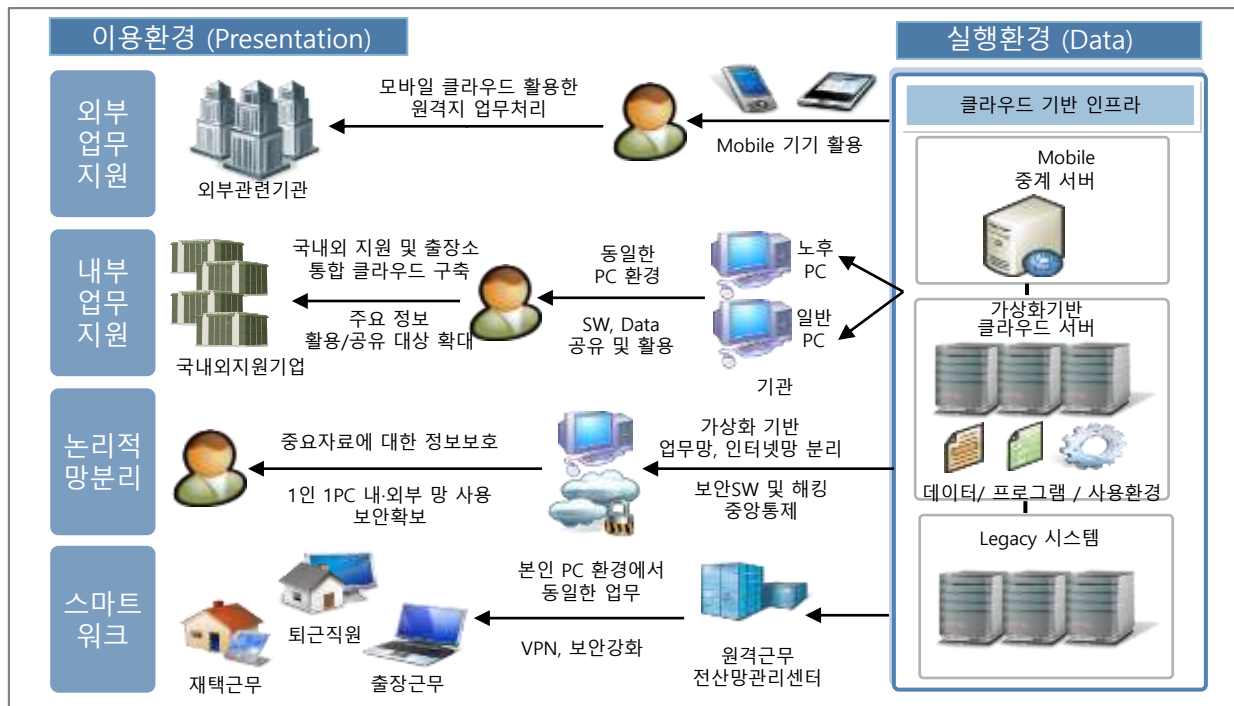 이용환경 (Presentation)
실행환경 (Data)
외부
업무
지원
모바일 클라우드 활용한
원격지 업무처리
외부관련기관
Mobile 기기 활용
내부
업무
지원
국내외 지원 및 출장소
통합 클라우드 구축
주요 정보
활용/공유 대상 확대
국내외지원기업
동일한
PC 환경
SW, Data
공유 및 활용
노후
PC
일반
PC
기관
논리적
망분리
중요자료에 대한 정보보호
1인 1PC 내·외부 망 사용
보안확보
가상화 기반
업무망, 인터넷망 분리
보안SW 및 해킹
중앙통제
스마트
워크
퇴근직원
재택근무
출장근무
본인 PC 환경에서
동일한 업무
VPN, 보안강화
원격근무
전산망관리센터
클라우드 기반 인프라
Mobile
중계 서버
가상화기반
클라우드 서버
데이터/ 프로그램 / 사용환경
Legacy 시스템